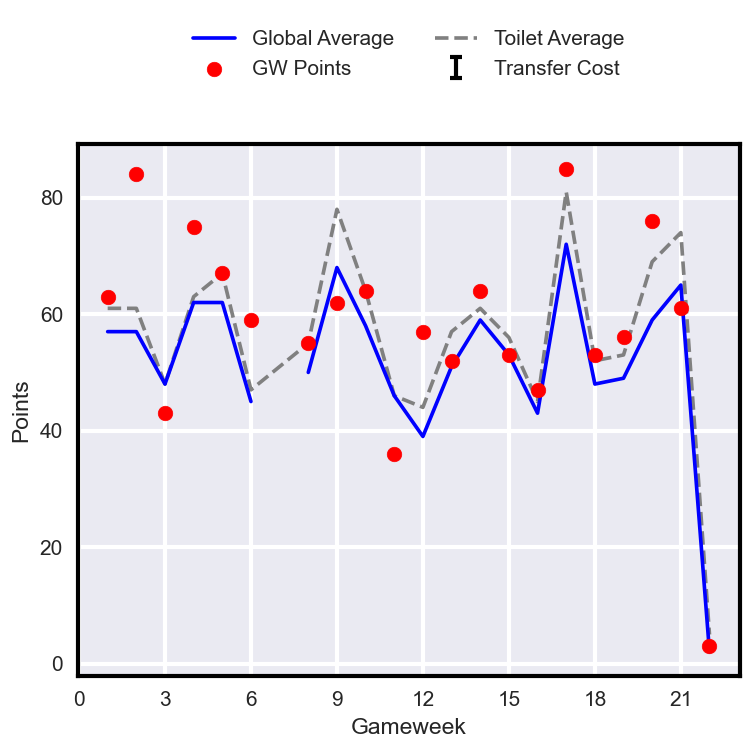 Global Average Toilet Average
GW Points Transfer Cost
80
60
40
20
0
Points
0 3 6 9 12 15 18 21
Gameweek